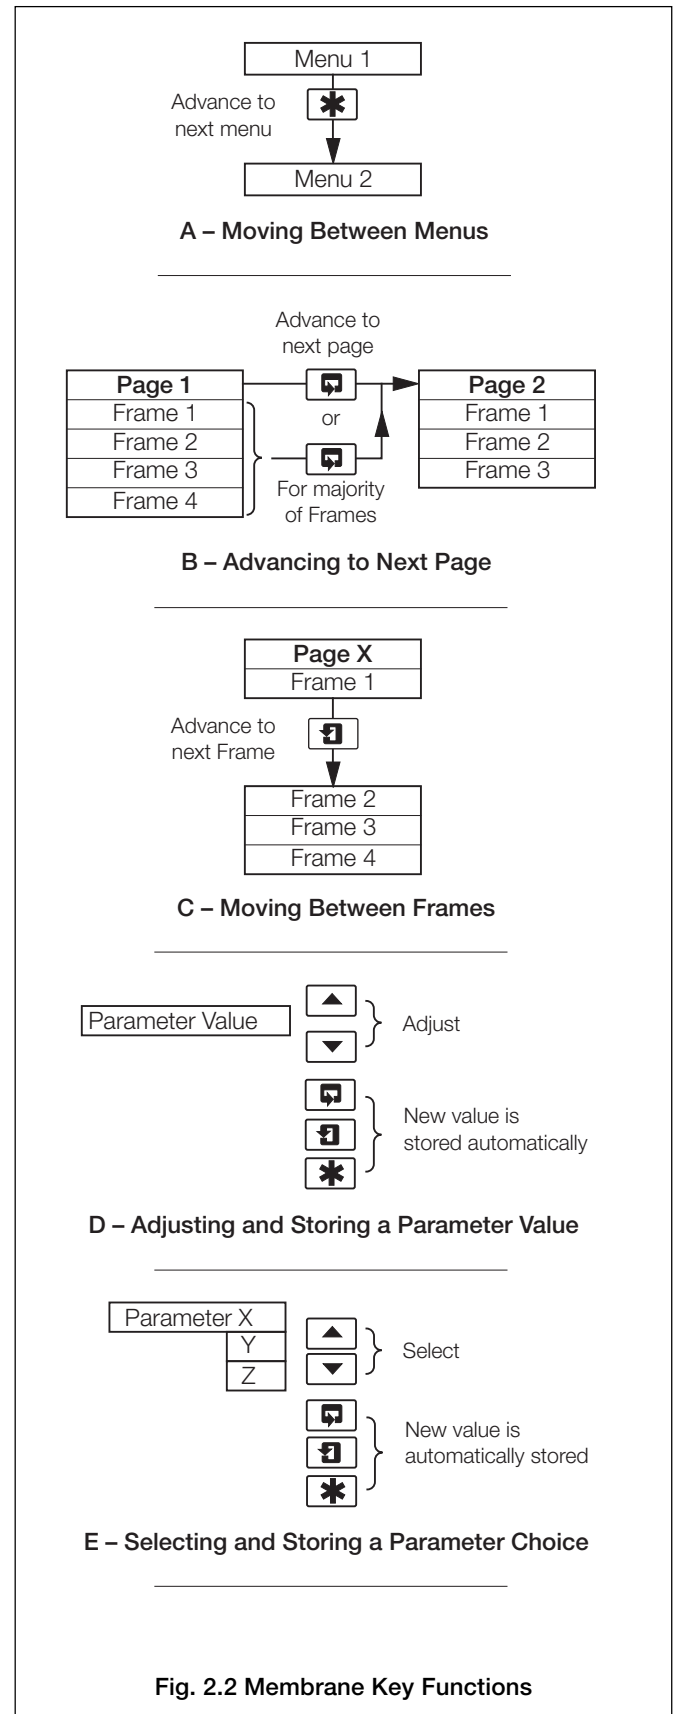 Menu 1
Advance to
next menu
Menu 2
A – Moving Between Menus
Advance to
next page
Page 1
Frame 1
Frame 2
Frame 3
Frame 4
or
For majority
of Frames
Page 2
Frame 1
Frame 2
Frame 3
B – Advancing to Next Page
Page X
Frame 1
Advance to
next Frame
Frame 2
Frame 3
Frame 4
C – Moving Between Frames
Parameter Value
Adjust
New value is
stored automatically
D – Adjusting and Storing a Parameter Value
Parameter X
Y
Z
Select
New value is
automatically stored
E – Selecting and Storing a Parameter Choice
Fig. 2.2 Membrane Key Functions